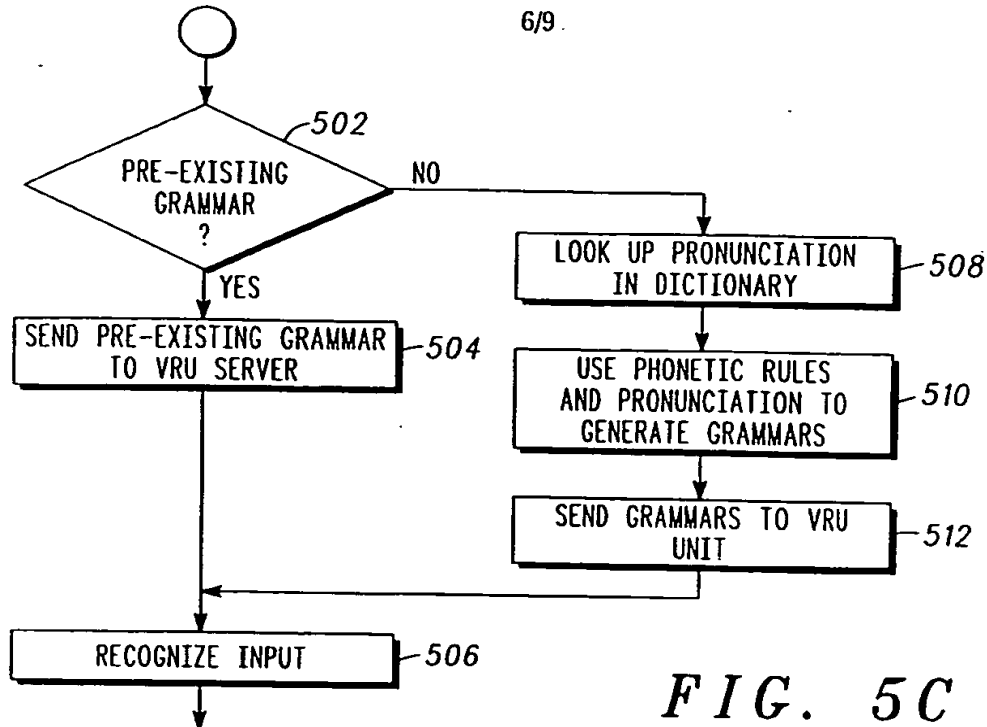 6/9
502
PRE-EXISTING
GRAMMAR
?
NO
YES
SEND PRE-EXISTING GRAMMAR
TO VRU SERVER
504
LOOK UP PRONUNCIATION
IN DICTIONARY
508
USE PHONETIC RULES
AND PRONUNCIATION TO
GENERATE GRAMMARS
510
SEND GRAMMARS TO VRU
UNIT
512
RECOGNIZE INPUT
506
FIG. 5C